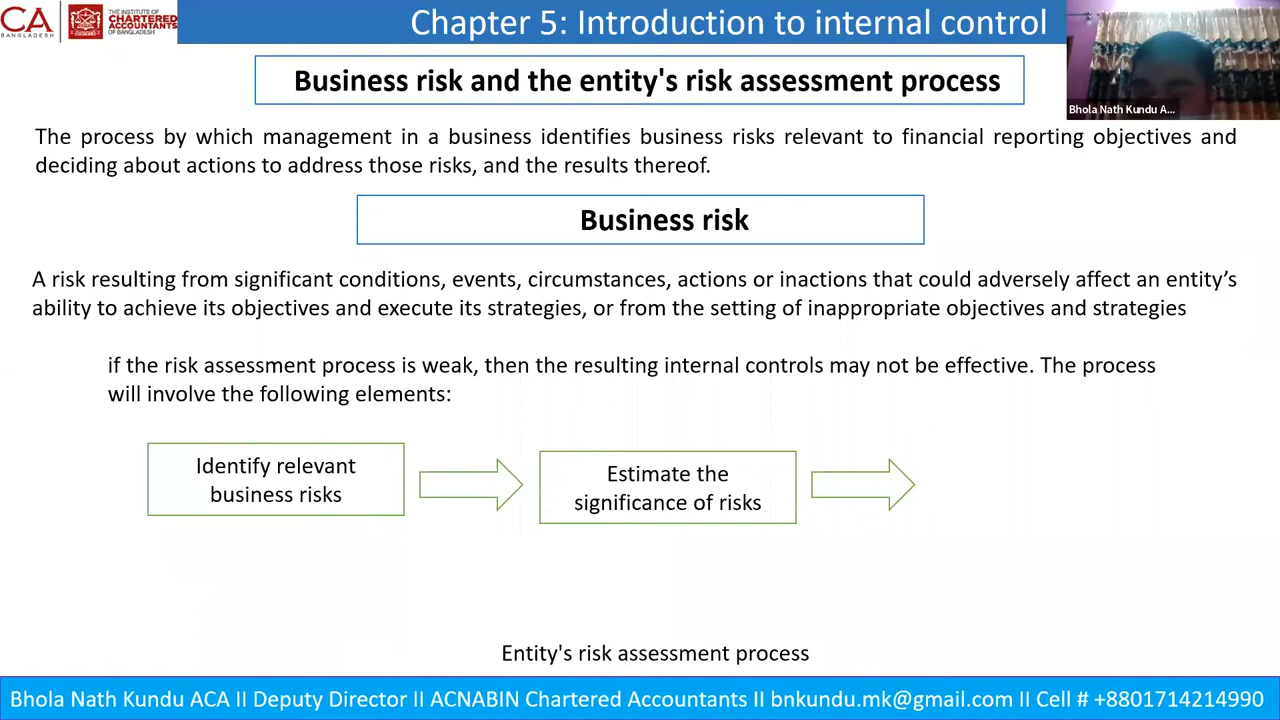 CA
BANGLADESH
THE INSTITUTE OF
CHARTERED
ACCOUNTANTS
OF BANGLADESH
Chapter 5: Introduction to internal control
Bhola Nath Kundu A...
Business risk and the entity's risk assessment process
The process by which management in a business identifies business risks relevant to financial reporting objectives and
deciding about actions to address those risks, and the results thereof.
Business risk
A risk resulting from significant conditions, events, circumstances, actions or inactions that could adversely affect an entity’s
ability to achieve its objectives and execute its strategies, or from the setting of inappropriate objectives and strategies
if the risk assessment process is weak, then the resulting internal controls may not be effective. The process
will involve the following elements:
Identify relevant
business risks
Estimate the
significance of risks
Entity's risk assessment process
Bhola Nath Kundu ACA II Deputy Director II ACNABIN Chartered Accountants II bnkundu.mk@gmail.com II Cell # +8801714214990